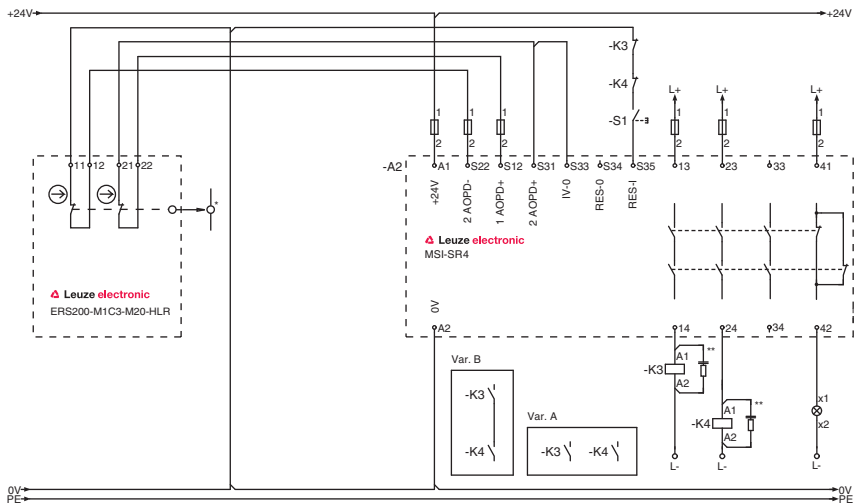 +24V +24V
-K3
-K4
-S1
L+ L+ L+
1 1 1 1 1 1
2 2 2 2 2 2
11 12 21 22
-A2 A1 S22 S12 S31 S33 S34 S35 13 23 33 41
+24V
2 AOPD-
1 AOPD+
2 AOPD+
IV-0
RES-0
RES-I
*
Leuze electronic
MSI-SR4
Leuze electronic
ERS200-M1C3-M20-HLR
0V
A2 14 24 34 42
Var. B
-K3
-K4
Var. A
-K3 -K4
-K3 A1 **
A2
-K4 A1 **
A2
x1
x2
L- L- L-
0V 0V
PE PE